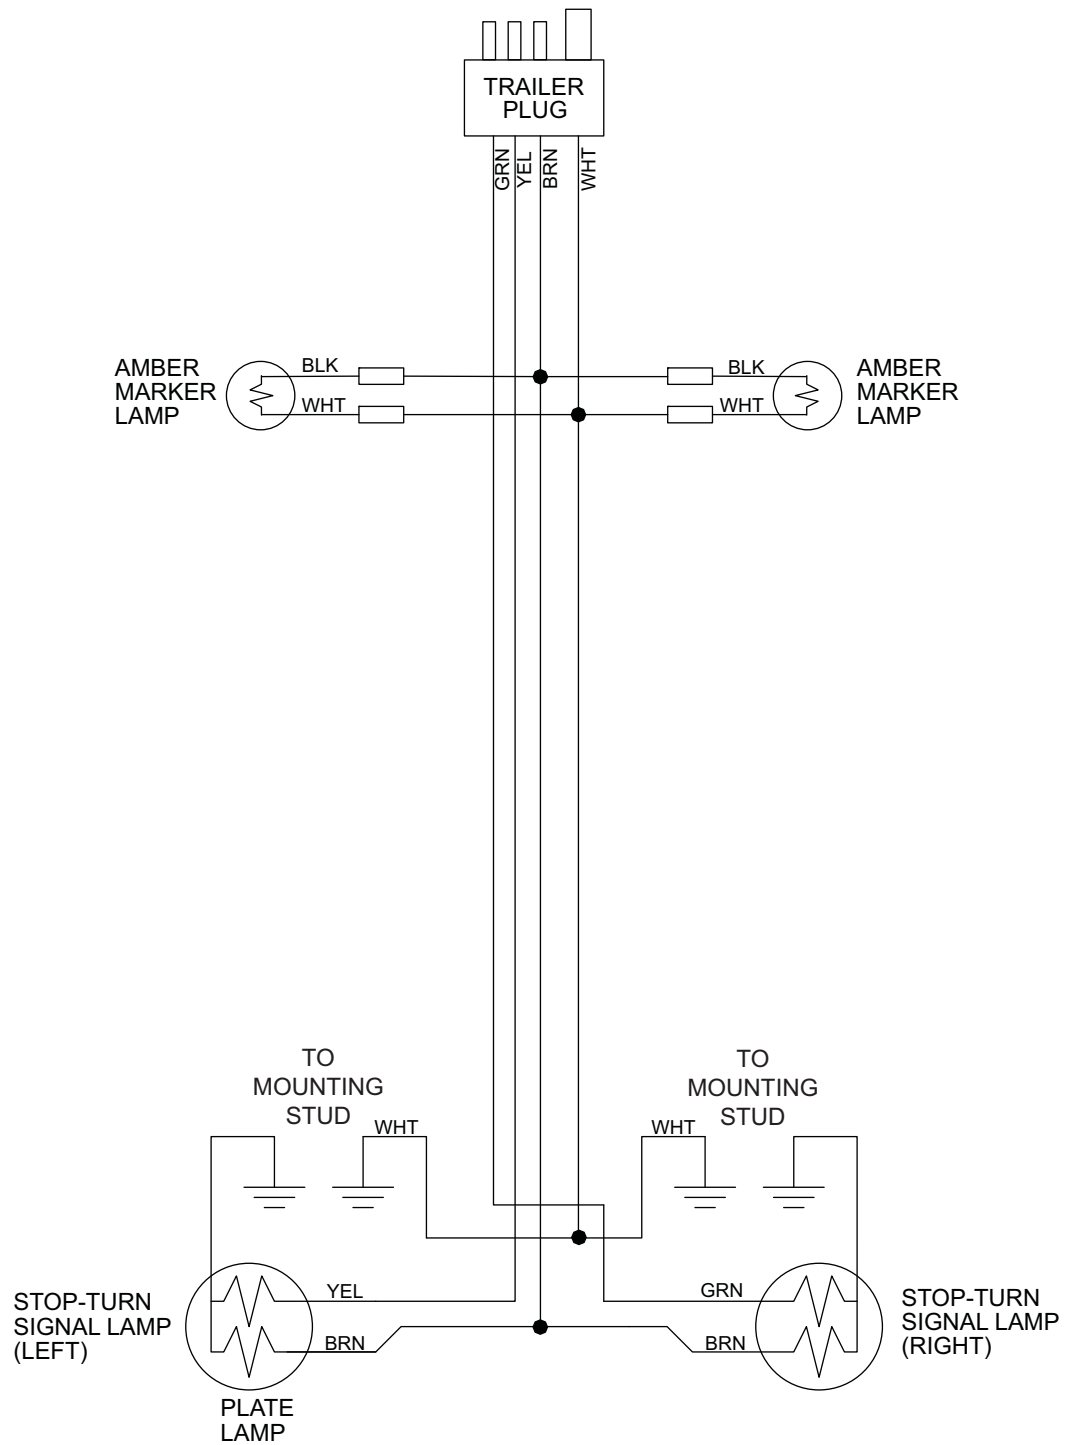 TRAILER
PLUG
GRN
YEL
BRN
WHT
AMBER
MARKER
LAMP
BLK
WHT
BLK
WHT
AMBER
MARKER
LAMP
TO
MOUNTING
STUD
WHT
TO
MOUNTING
STUD
WHT
STOP-TURN
SIGNAL LAMP
(LEFT)
YEL
BRN
PLATE
LAMP
GRN
BRN
STOP-TURN
SIGNAL LAMP
(RIGHT)